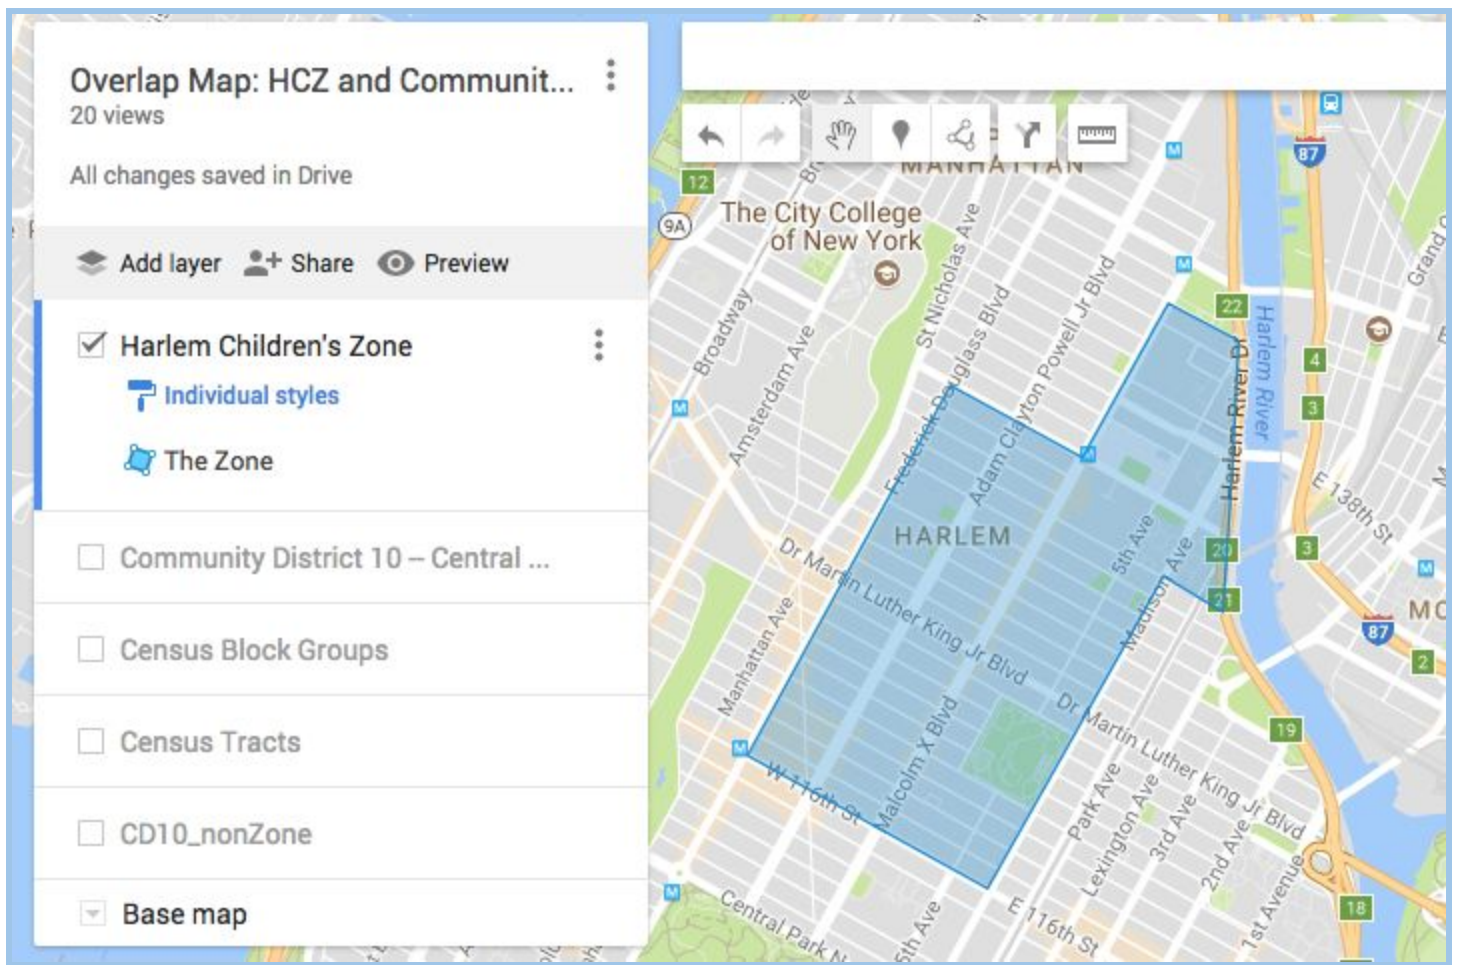 Overlap Map: HCZ and Communit...
20 views
All changes saved in Drive
Add layer
Share
Preview
Harlem Children's Zone
Individual styles
The Zone
Community District 10 – Central ...
Census Block Groups
Census Tracts
CD10_nonZone
Base map
MANHATTAN
The City College
of New York
12
9A
M
87
M
22
Harlem River
Harlem River Dr
Grand
4
3
Broadway
Amsterdam Ave
St Nicholas Ave
Frederick Douglass Blvd
Adam Clayton Powell Jr Blvd
M
M
HARLEM
5th Ave
Madison Ave
E 138th St
20
21
3
M
87
2
Dr Martin Luther King Jr Blvd
Manhattan Ave
M
W 116th St
Malcolm X Blvd
Dr Martin Luther King Jr Blvd
19
Park Ave
Lexington Ave
3rd Ave
2nd Ave
1st Avenue
18
M
Central Park N
5th Ave
E 116th St